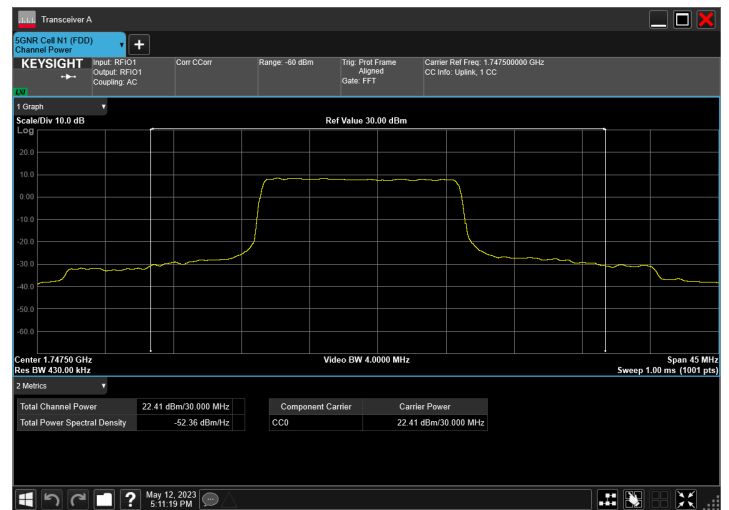 Transceiver A
5GNR Cell N1 (FDD)
Channel Power
KEYSIGHT
LXI
Input: RFIO1
Output: RFIO1
Coupling: AC
Corr CCorr
Range: -60 dBm
Trig: Prot Frame
Aligned
Gate: FFT
Carrier Ref Freq: 1.747500000 GHz
CC Info: Uplink, 1 CC
1 Graph
Scale/Div 10.0 dB
Ref Value 30.00 dBm
Log
20.0
10.0
0.00
-10.0
-20.0
-30.0
-40.0
-50.0
-60.0
Center 1.74750 GHz
Video BW 4.0000 MHz
Span 45 MHz
Res BW 430.00 kHz
Sweep 1.00 ms (1001 pts)
2 Metrics
Total Channel Power 22.41 dBm/30.000 MHz
Total Power Spectral Density -52.36 dBm/Hz
Component Carrier Carrier Power
CC0 22.41 dBm/30.000 MHz
?
May 12, 2023
5:11:19 PM